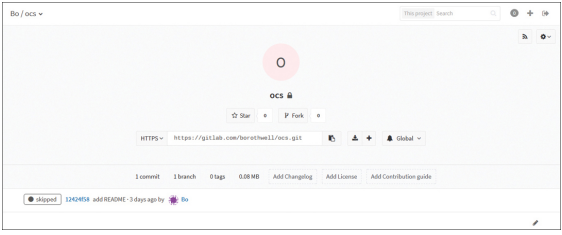 Bo / ocs
This project Search
0
O
ocs
Star 0 Fork 0
HTTPS https://gitlab.com/borothwell/ocs.git Global
1 commit 1 branch 0 tags 0.08 MB Add Changelog Add License Add Contribution guide
skipped 12424f58 add README · 3 days ago by Bo